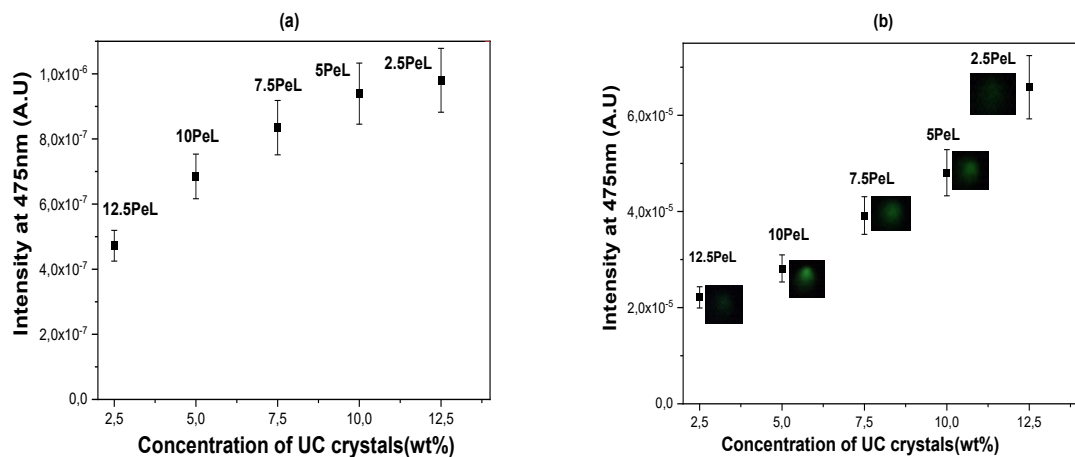 (a)
Intensity at 475nm (A.U)
1,0x10⁻⁶
8,0x10⁻⁷
6,0x10⁻⁷
4,0x10⁻⁷
2,0x10⁻⁷
0,0
12.5PeL
10PeL
7.5PeL
5PeL
2.5PeL
2,5 5,0 7,5 10,0 12,5
Concentration of UC crystals(wt%)
(b)
Intensity at 475nm (A.U)
6,0x10⁻⁵
4,0x10⁻⁵
2,0x10⁻⁵
0,0
12.5PeL
10PeL
7.5PeL
5PeL
2.5PeL
2,5 5,0 7,5 10,0 12,5
Concentration of UC crystals(wt%)